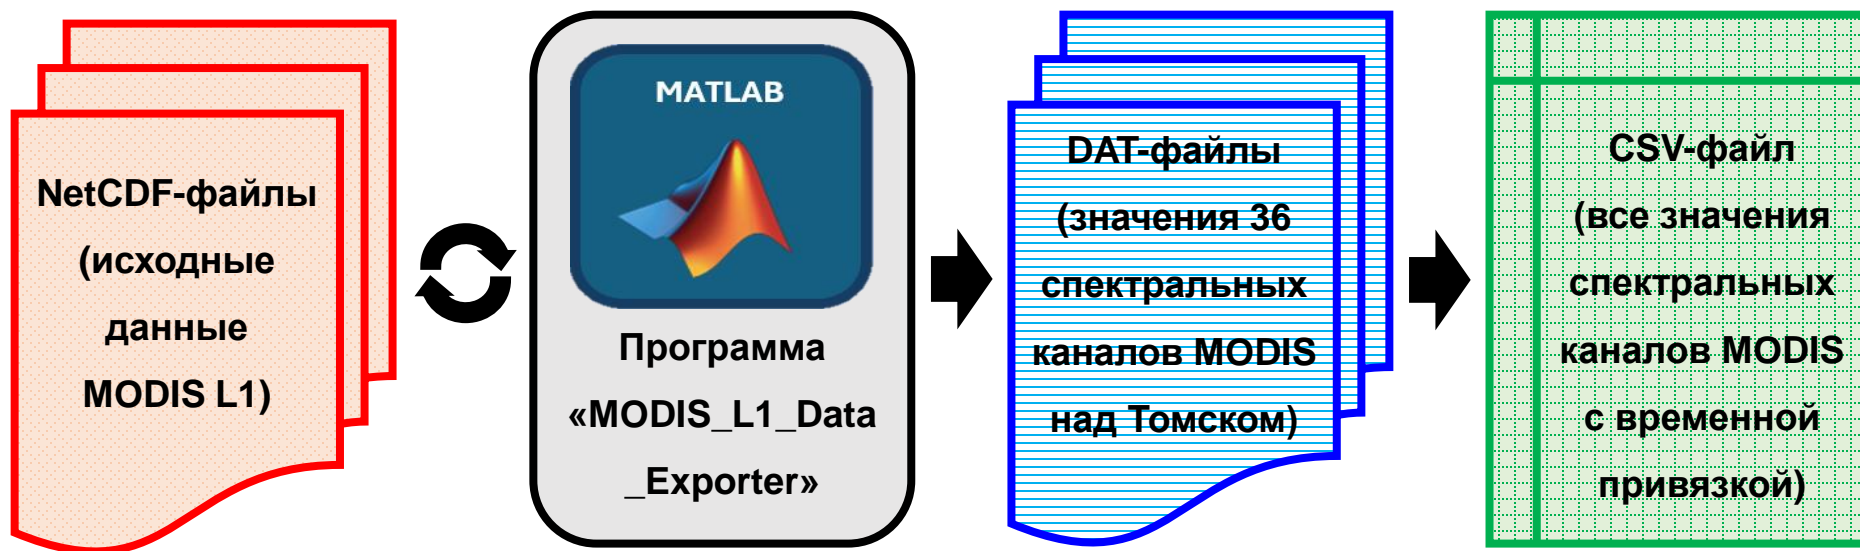 NetCDF-файлы
(исходные
данные
MODIS L1)
MATLAB
Программа
«MODIS_L1_Data
_Exporter»
DAT-файлы
(значения 36
спектральных
каналов MODIS
над Томском)
CSV-файл
(все значения
спектральных
каналов MODIS
с временной
привязкой)